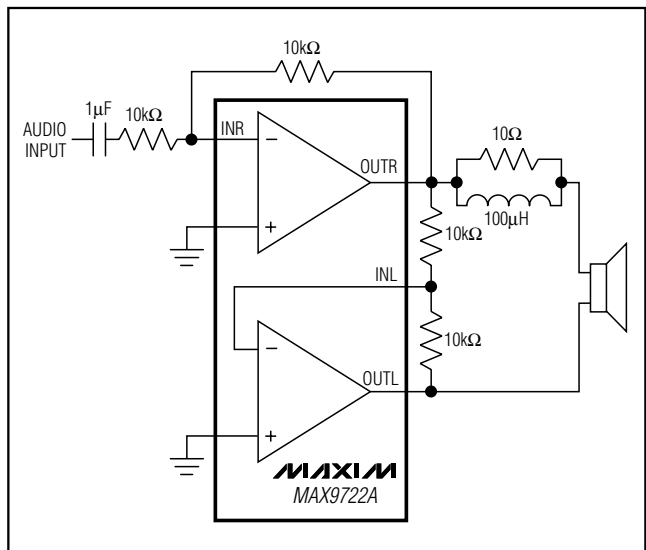 10kΩ
1μF
10kΩ
AUDIO
INPUT
INR
−
+
OUTR
10Ω
100μH
10kΩ
INL
10kΩ
−
+
OUTL
MAXIM
MAX9722A